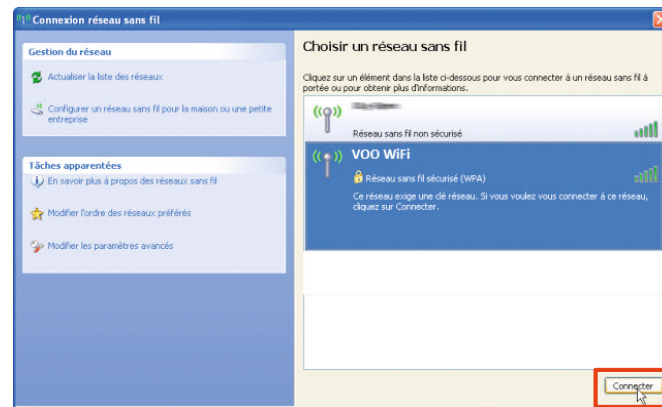 Connexion réseau sans fil
Gestion du réseau
Actualiser la liste des réseaux
Configurer un réseau sans fil pour la maison ou une petite
entreprise
Tâches apparentées
En savoir plus à propos des réseaux sans fil
Modifier l'ordre des réseaux préférés
Modifier les paramètres avancés
Choisir un réseau sans fil
Cliquez sur un élément dans la liste ci-dessous pour vous connecter à un réseau sans fil à
portée ou pour obtenir plus d'informations.
Réseau sans fil non sécurisé
VOO WiFi
Réseau sans fil sécurisé (WPA)
Ce réseau exige une clé réseau. Si vous voulez vous connecter à ce réseau,
cliquez sur Connecter.
Connecter